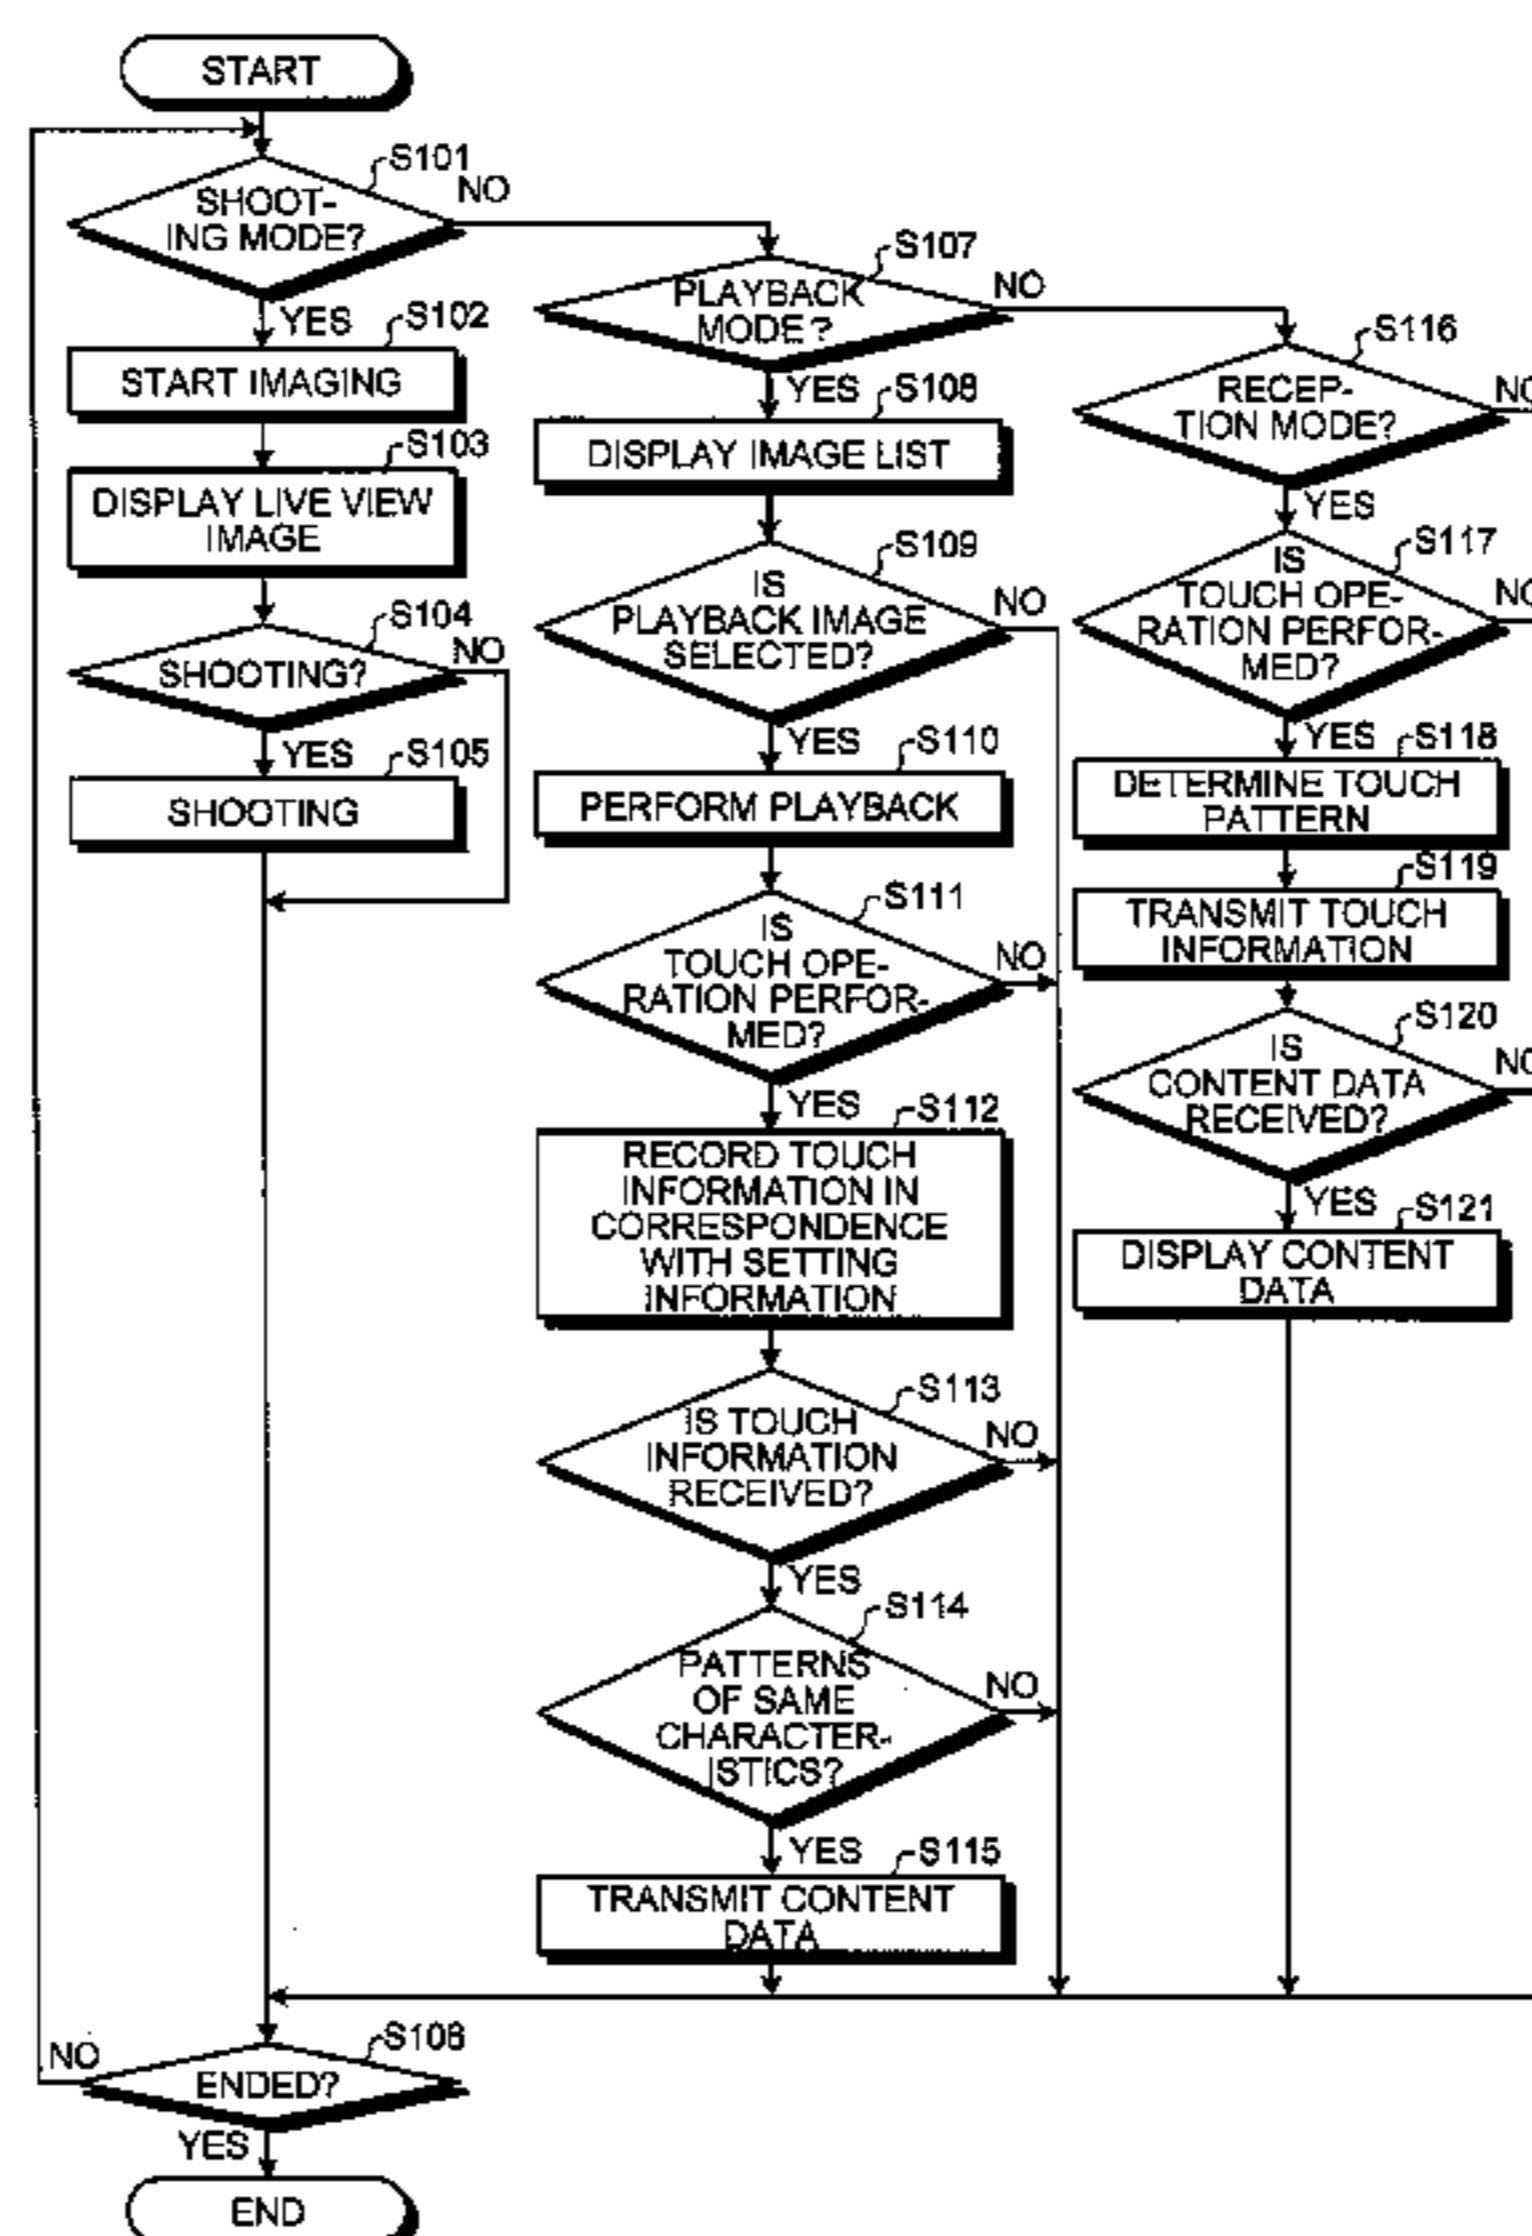 START
S101
SHOOT-
ING MODE?
NO
YES
S102
START IMAGING
S103
DISPLAY LIVE VIEW
IMAGE
S104
SHOOTING?
NO
YES
S105
SHOOTING
S107
PLAYBACK
MODE?
NO
YES
S108
DISPLAY IMAGE LIST
S109
IS
PLAYBACK IMAGE
SELECTED?
NO
YES
S110
PERFORM PLAYBACK
S111
IS
TOUCH OPE-
RATION PERFOR-
MED?
NO
YES
S112
RECORD TOUCH
INFORMATION IN
CORRESPONDENCE
WITH SETTING
INFORMATION
S113
IS TOUCH
INFORMATION
RECEIVED?
NO
YES
S114
PATTERNS
OF SAME
CHARACTER-
ISTICS?
NO
YES
S115
TRANSMIT CONTENT
DATA
S116
RECEP-
TION MODE?
NO
YES
S117
IS
TOUCH OPE-
RATION PERFOR-
MED?
NO
YES
S118
DETERMINE TOUCH
PATTERN
S119
TRANSMIT TOUCH
INFORMATION
S120
IS
CONTENT DATA
RECEIVED?
NO
YES
S121
DISPLAY CONTENT
DATA
S106
ENDED?
NO
YES
END